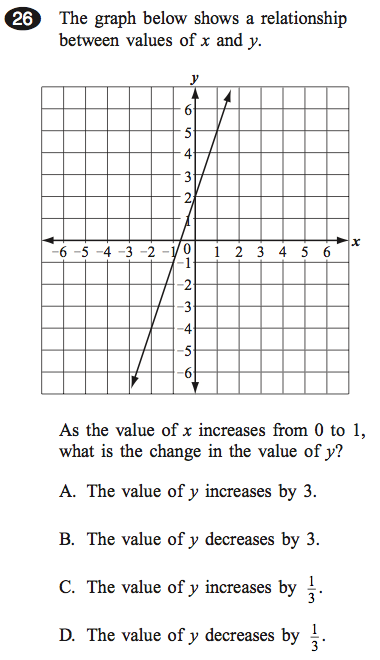 26 The graph below shows a relationship
between values of x and y.
y
6
5
4
3
2
1
-6 -5 -4 -3 -2 -1 0 1 2 3 4 5 6 x
-1
-2
-3
-4
-5
-6
As the value of x increases from 0 to 1,
what is the change in the value of y?
A. The value of y increases by 3.
B. The value of y decreases by 3.
C. The value of y increases by 1/3.
D. The value of y decreases by 1/3.